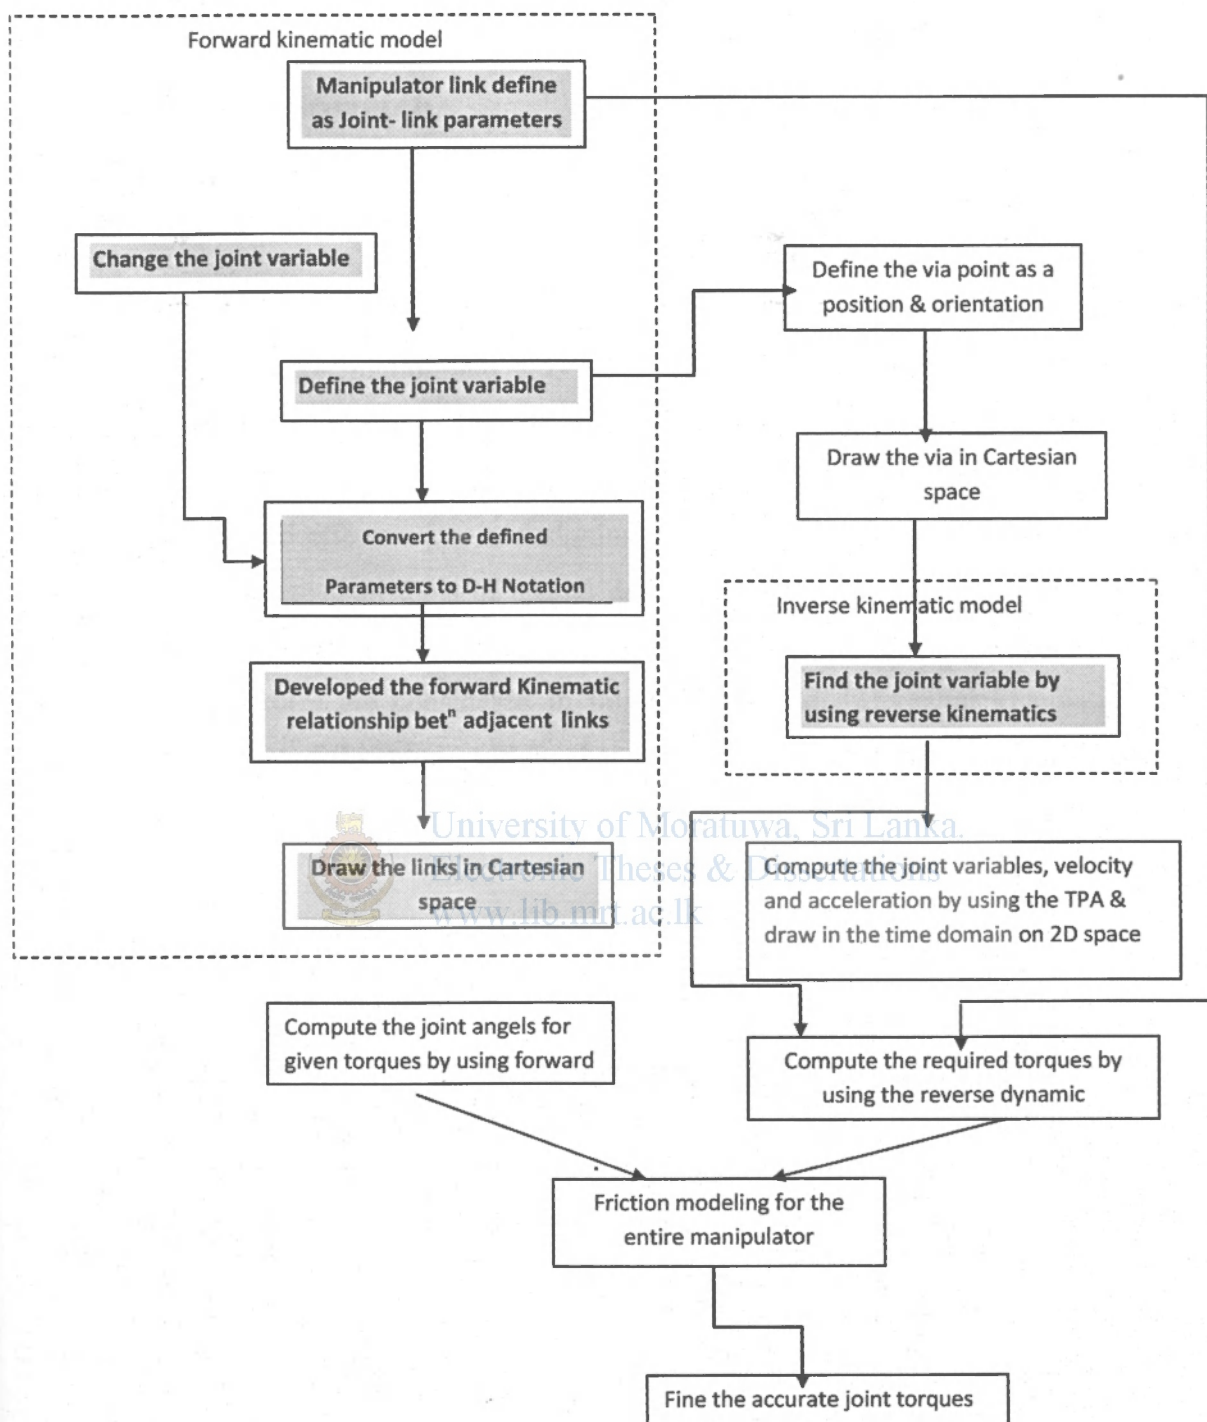 Forward kinematic model
Manipulator link define
as Joint- link parameters
Change the joint variable
Define the via point as a
position & orientation
Define the joint variable
Draw the via in Cartesian
space
Convert the defined
Parameters to D-H Notation
Inverse kinematic model
Developed the forward Kinematic
relationship betⁿ adjacent links
Find the joint variable by
using reverse kinematics
University of Moratuwa, Sri Lanka.
Electronic Theses & Dissertations
www.lib.mrt.ac.lk
Draw the links in Cartesian
space
Compute the joint variables, velocity
and acceleration by using the TPA &
draw in the time domain on 2D space
Compute the joint angels for
given torques by using forward
Compute the required torques by
using the reverse dynamic
Friction modeling for the
entire manipulator
Fine the accurate joint torques